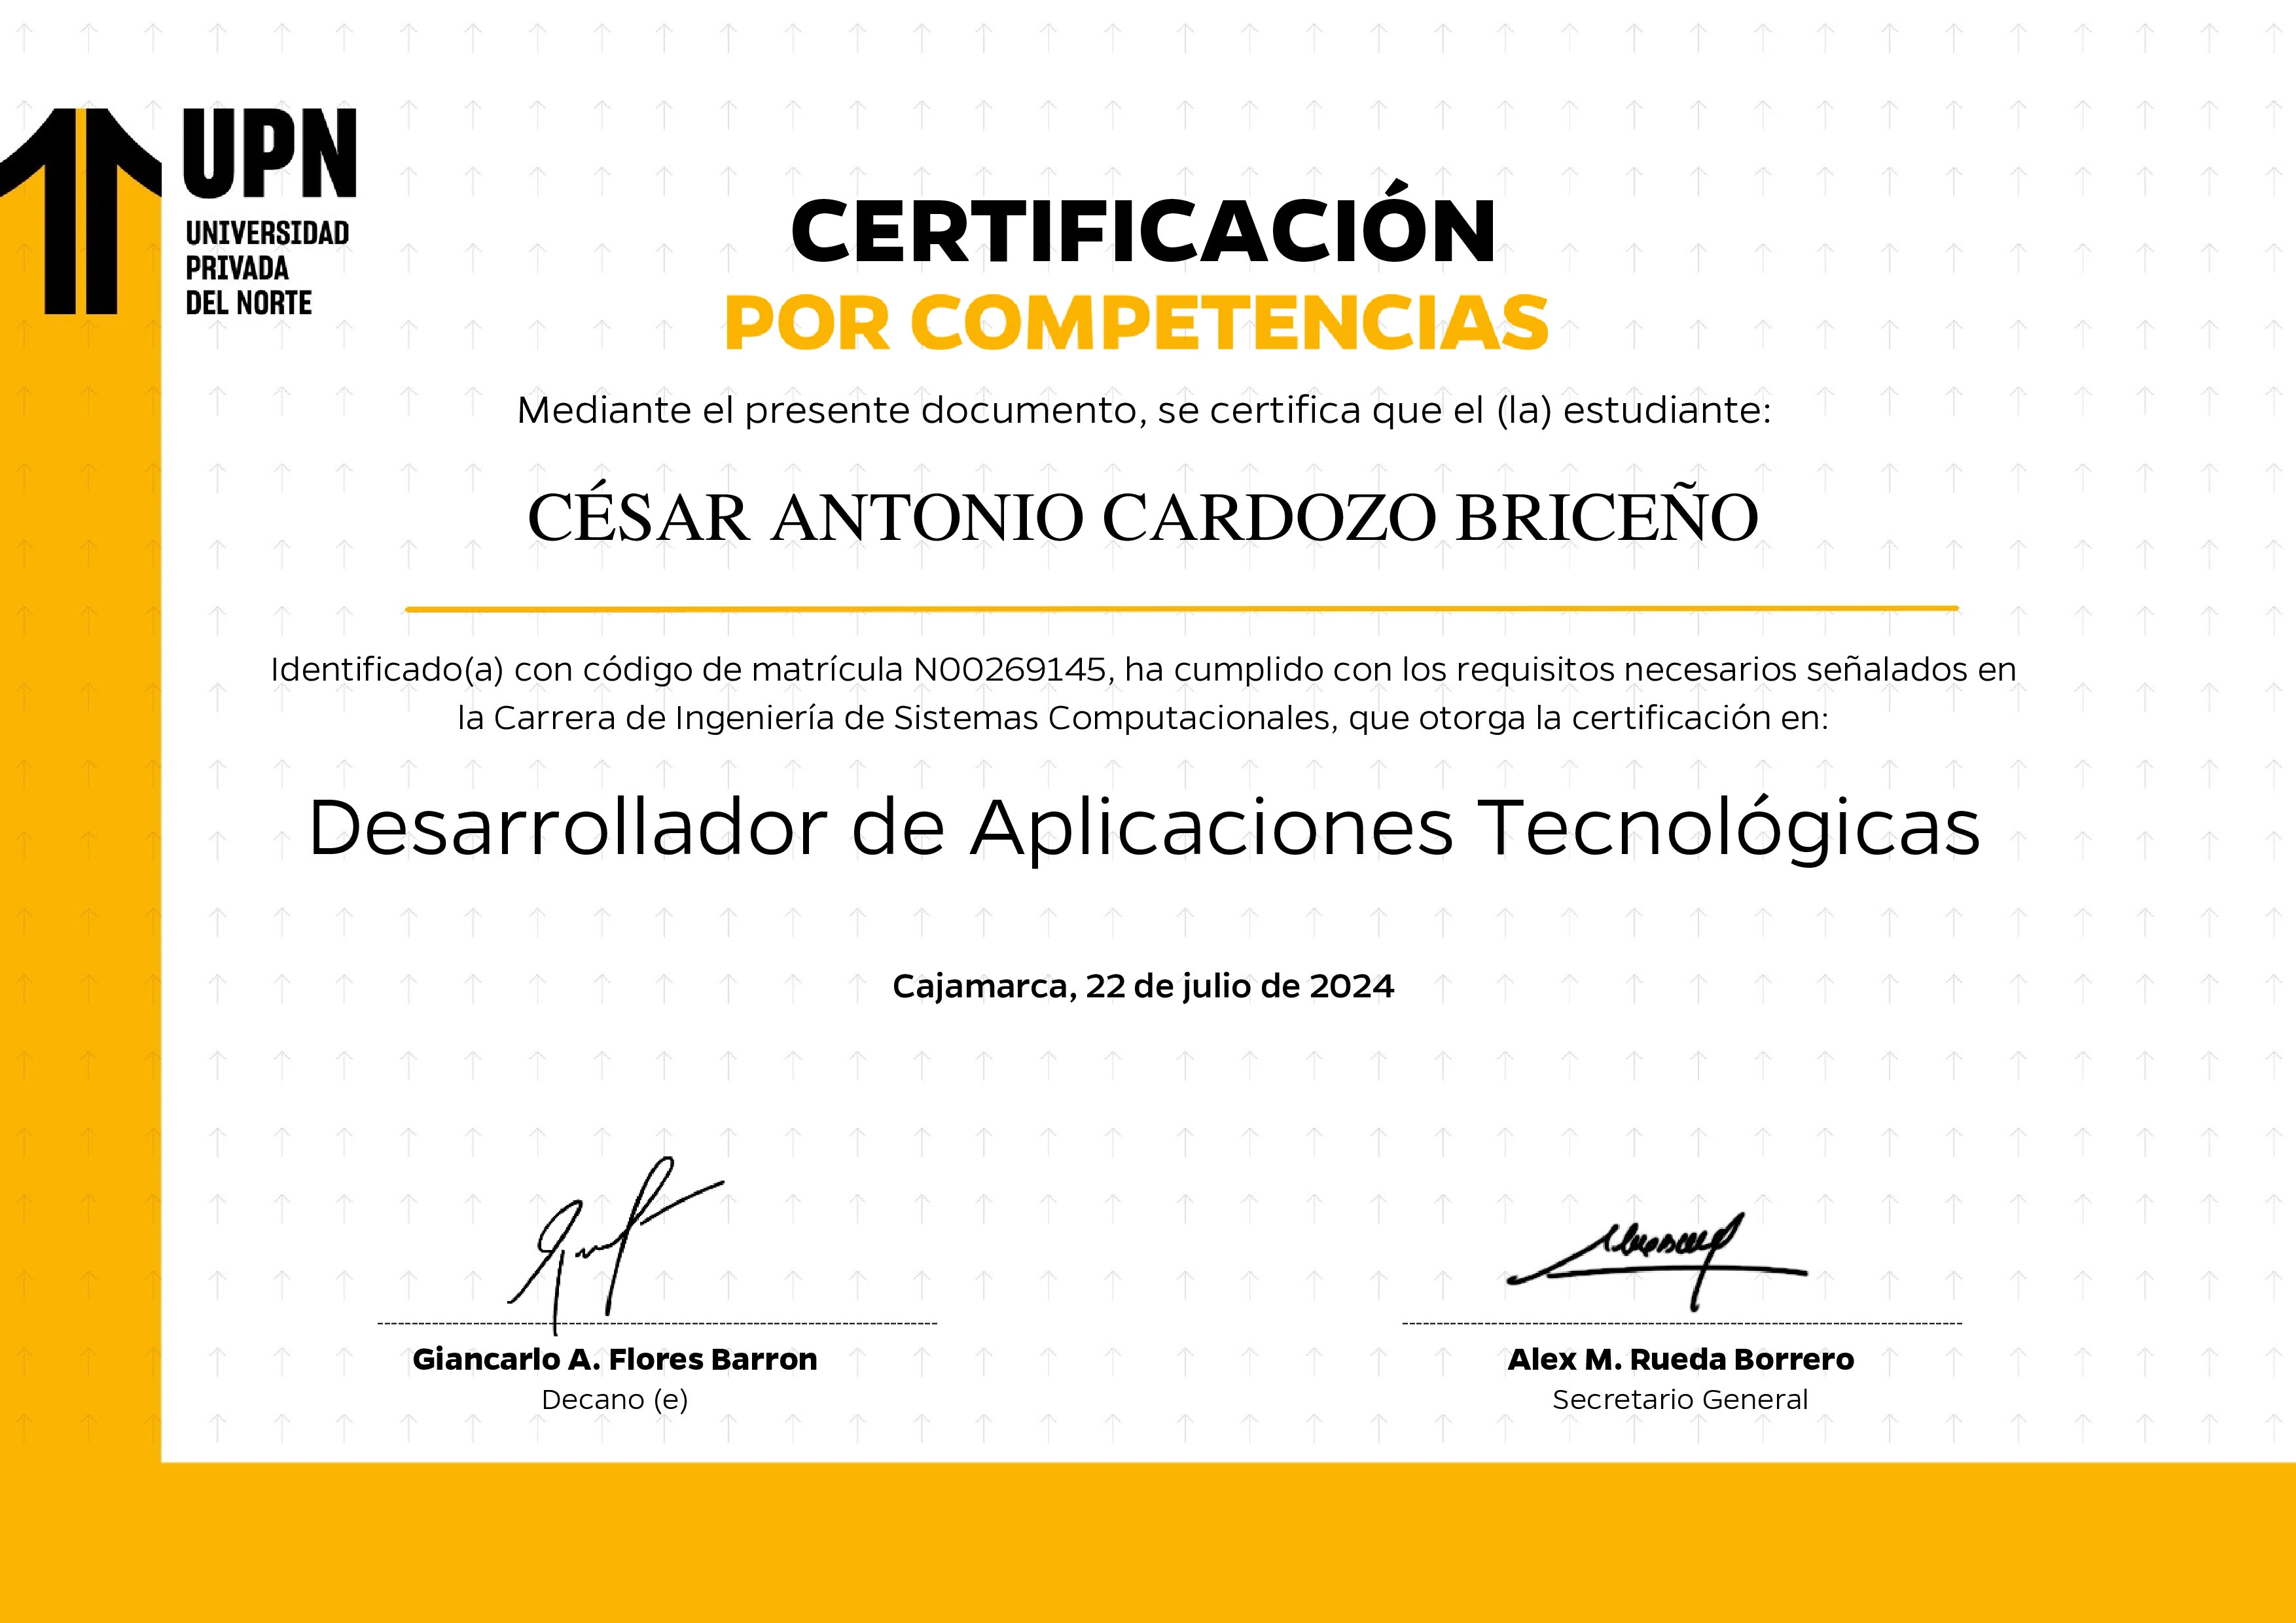 UPN
UNIVERSIDAD
PRIVADA
DEL NORTE
CERTIFICACIÓN
POR COMPETENCIAS
Mediante el presente documento, se certifica que el (la) estudiante:
CÉSAR ANTONIO CARDOZO BRICEÑO
Identificado(a) con código de matrícula N00269145, ha cumplido con los requisitos necesarios señalados en
la Carrera de Ingeniería de Sistemas Computacionales, que otorga la certificación en:
Desarrollador de Aplicaciones Tecnológicas
Cajamarca, 22 de julio de 2024
Giancarlo A. Flores Barron
Decano (e)
Alex M. Rueda Borrero
Secretario General